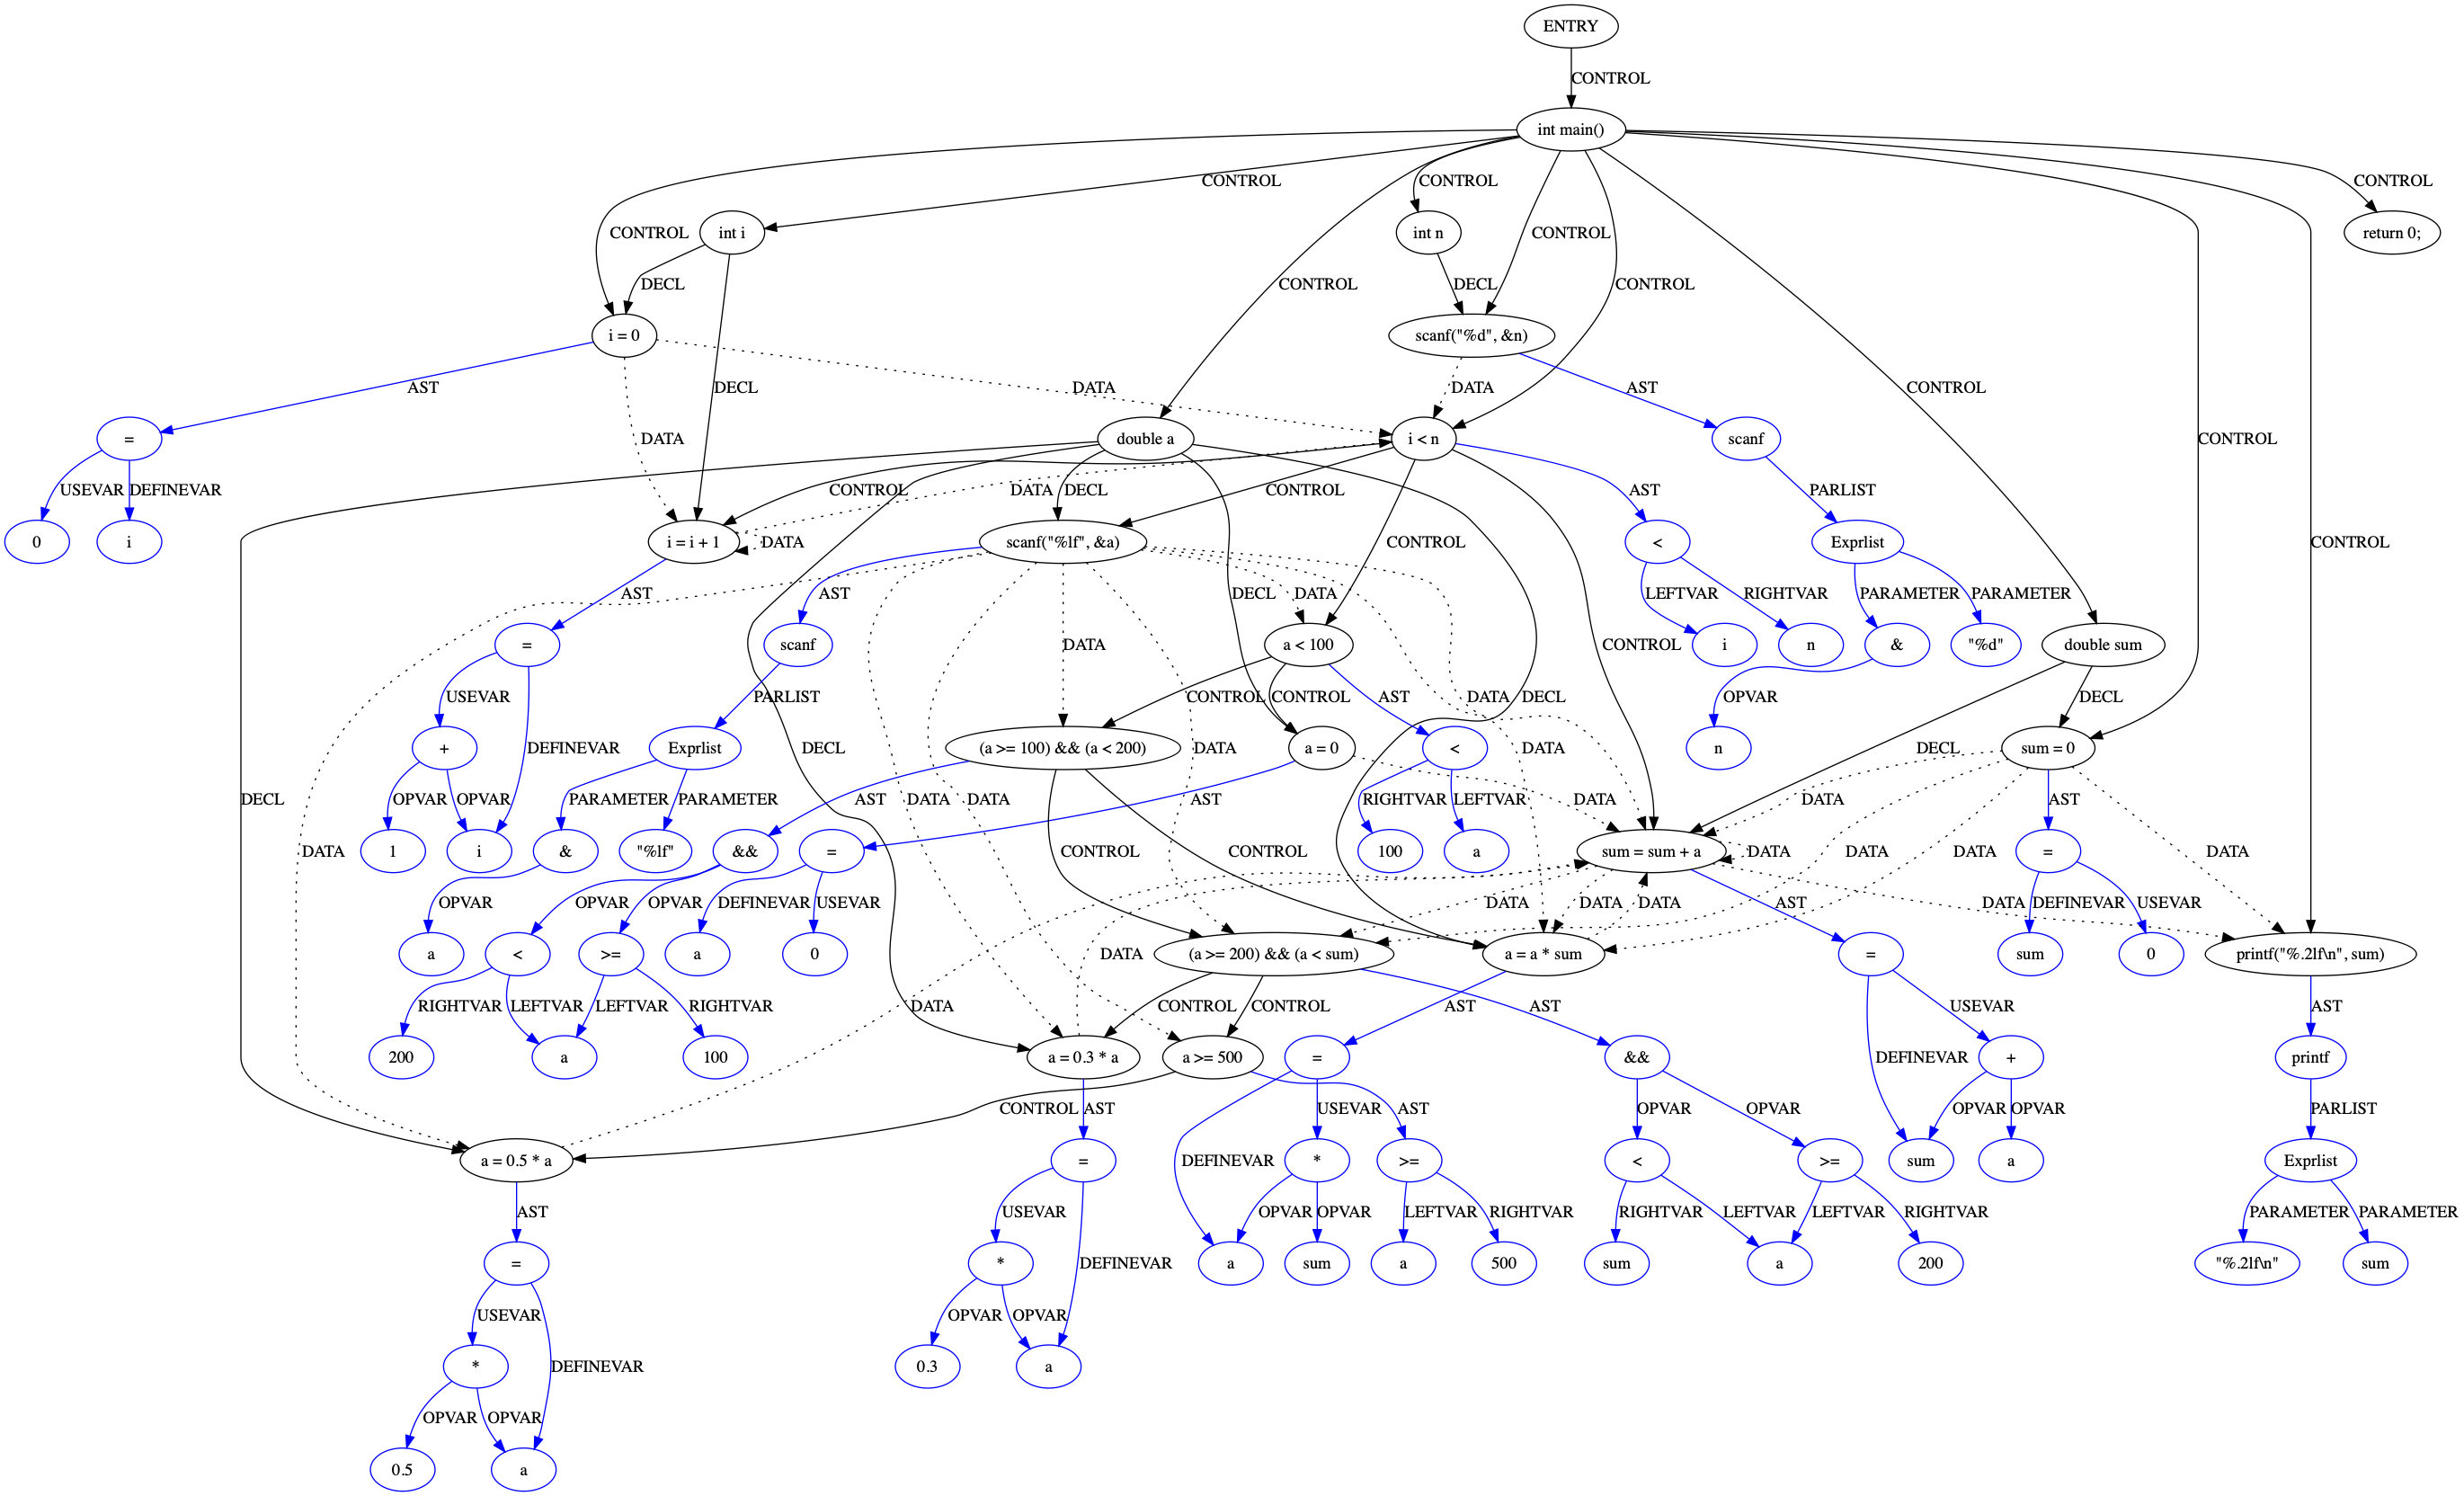 ENTRY
CONTROL
int main()
CONTROL
CONTROL
CONTROL
CONTROL
int i
int n
return 0;
CONTROL
CONTROL
CONTROL
DECL
CONTROL
DECL
CONTROL
i = 0
scanf("%d", &n)
AST
DECL
DATA
DATA
AST
CONTROL
=
DATA
double a
i < n
scanf
CONTROL
USEVAR
DEFINEVAR
CONTROL
DATA
DECL
CONTROL
AST
PARLIST
0
i
i = i + 1
DATA
scanf("%lf", &a)
CONTROL
<
Exprlist
CONTROL
AST
AST
DECL
DATA
LEFTVAR
RIGHTVAR
PARAMETER
PARAMETER
=
scanf
a < 100
CONTROL
i
n
&
"%d"
double sum
USEVAR
PARLIST
DATA
CONTROL
CONTROL
AST
DECL
DATA
OPVAR
DECL
+
DEFINEVAR
Exprlist
DECL
(a >= 100) && (a < 200)
DATA
a = 0
<
DATA
n
DECL
sum = 0
DECL
OPVAR
OPVAR
PARAMETER
PARAMETER
AST
DATA
DATA
AST
RIGHTVAR
LEFTVAR
DATA
DATA
AST
DATA
1
i
&
"%lf"
&&
=
CONTROL
CONTROL
100
a
sum = sum + a
DATA
DATA
DATA
=
DATA
OPVAR
OPVAR
OPVAR
DEFINEVAR
USEVAR
DATA
DATA
DATA
AST
DATA
DEFINEVAR
USEVAR
a
<
>=
a
0
DATA
(a >= 200) && (a < sum)
a = a * sum
=
sum
0
printf("%.2lf\n", sum)
RIGHTVAR
LEFTVAR
LEFTVAR
RIGHTVAR
DATA
CONTROL
CONTROL
AST
AST
USEVAR
AST
200
a
100
a = 0.3 * a
a >= 500
=
&&
DEFINEVAR
+
printf
CONTROL
AST
USEVAR
AST
OPVAR
OPVAR
OPVAR
OPVAR
PARLIST
a = 0.5 * a
=
DEFINEVAR
*
>=
<
>=
sum
a
Exprlist
AST
USEVAR
OPVAR
OPVAR
LEFTVAR
RIGHTVAR
RIGHTVAR
LEFTVAR
LEFTVAR
RIGHTVAR
PARAMETER
PARAMETER
=
*
DEFINEVAR
a
sum
a
500
sum
a
200
"%.2lf\n"
sum
USEVAR
OPVAR
OPVAR
*
DEFINEVAR
0.3
a
OPVAR
OPVAR
0.5
a